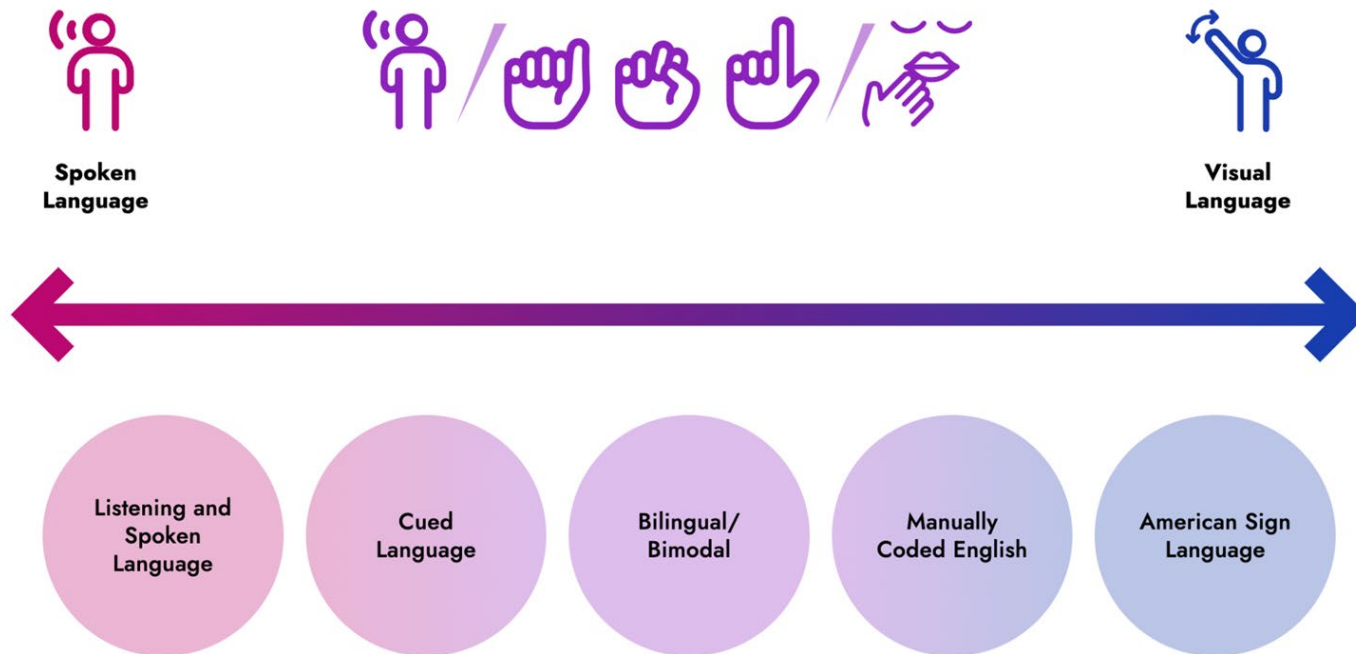 Spoken
Language
Visual
Language
Listening and
Spoken
Language
Cued
Language
Bilingual/
Bimodal
Manually
Coded English
American Sign
Language